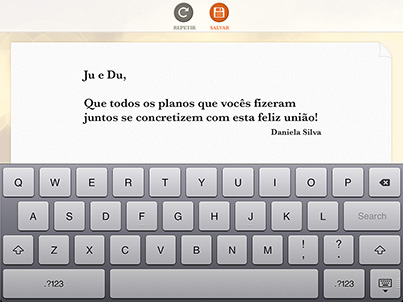 REPETIR SALVAR
Ju e Du,
Que todos os planos que vocês fizeram
juntos se concretizem com esta feliz união!
Daniela Silva
Q W E R T Y U I O P
A S D F G H J K L Search
Z X C V B N M ! , ? .
.?123 .?123